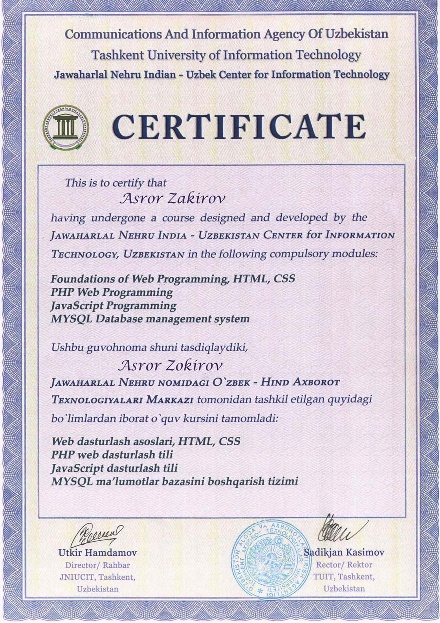 Communications And Information Agency Of Uzbekistan
Tashkent University of Information Technology
Jawaharlal Nehru Indian - Uzbek Center for Information Technology
CERTIFICATE
This is to certify that
Asror Zakirov
having undergone a course designed and developed by the
JAWAHARLAL NEHRU INDIA - UZBEKISTAN CENTER FOR INFORMATION
TECHNOLOGY, UZBEKISTAN in the following compulsory modules:
Foundations of Web Programming, HTML, CSS
PHP Web Programming
JavaScript Programming
MYSQL Database management system
Ushbu guvohnoma shuni tasdiqlaydiki,
Asror Zokirov
JAWAHARLAL NEHRU NOMIDAGI O`ZBEK - HIND AXBOROT
TEXNOLOGIYALARI MARKAZI tomonidan tashkil etilgan quyidagi
bo`limlardan iborat o`quv kursini tamomladi:
Web dasturlash asoslari, HTML, CSS
PHP web dasturlash tili
JavaScript dasturlash tili
MYSQL ma'lumotlar bazasini boshqarish tizimi
Utkir Hamdamov
Director/ Rahbar
JNIUCIT, Tashkent,
Uzbekistan
Sadikjan Kasimov
Rector/ Rektor
TUIT, Tashkent,
Uzbekistan